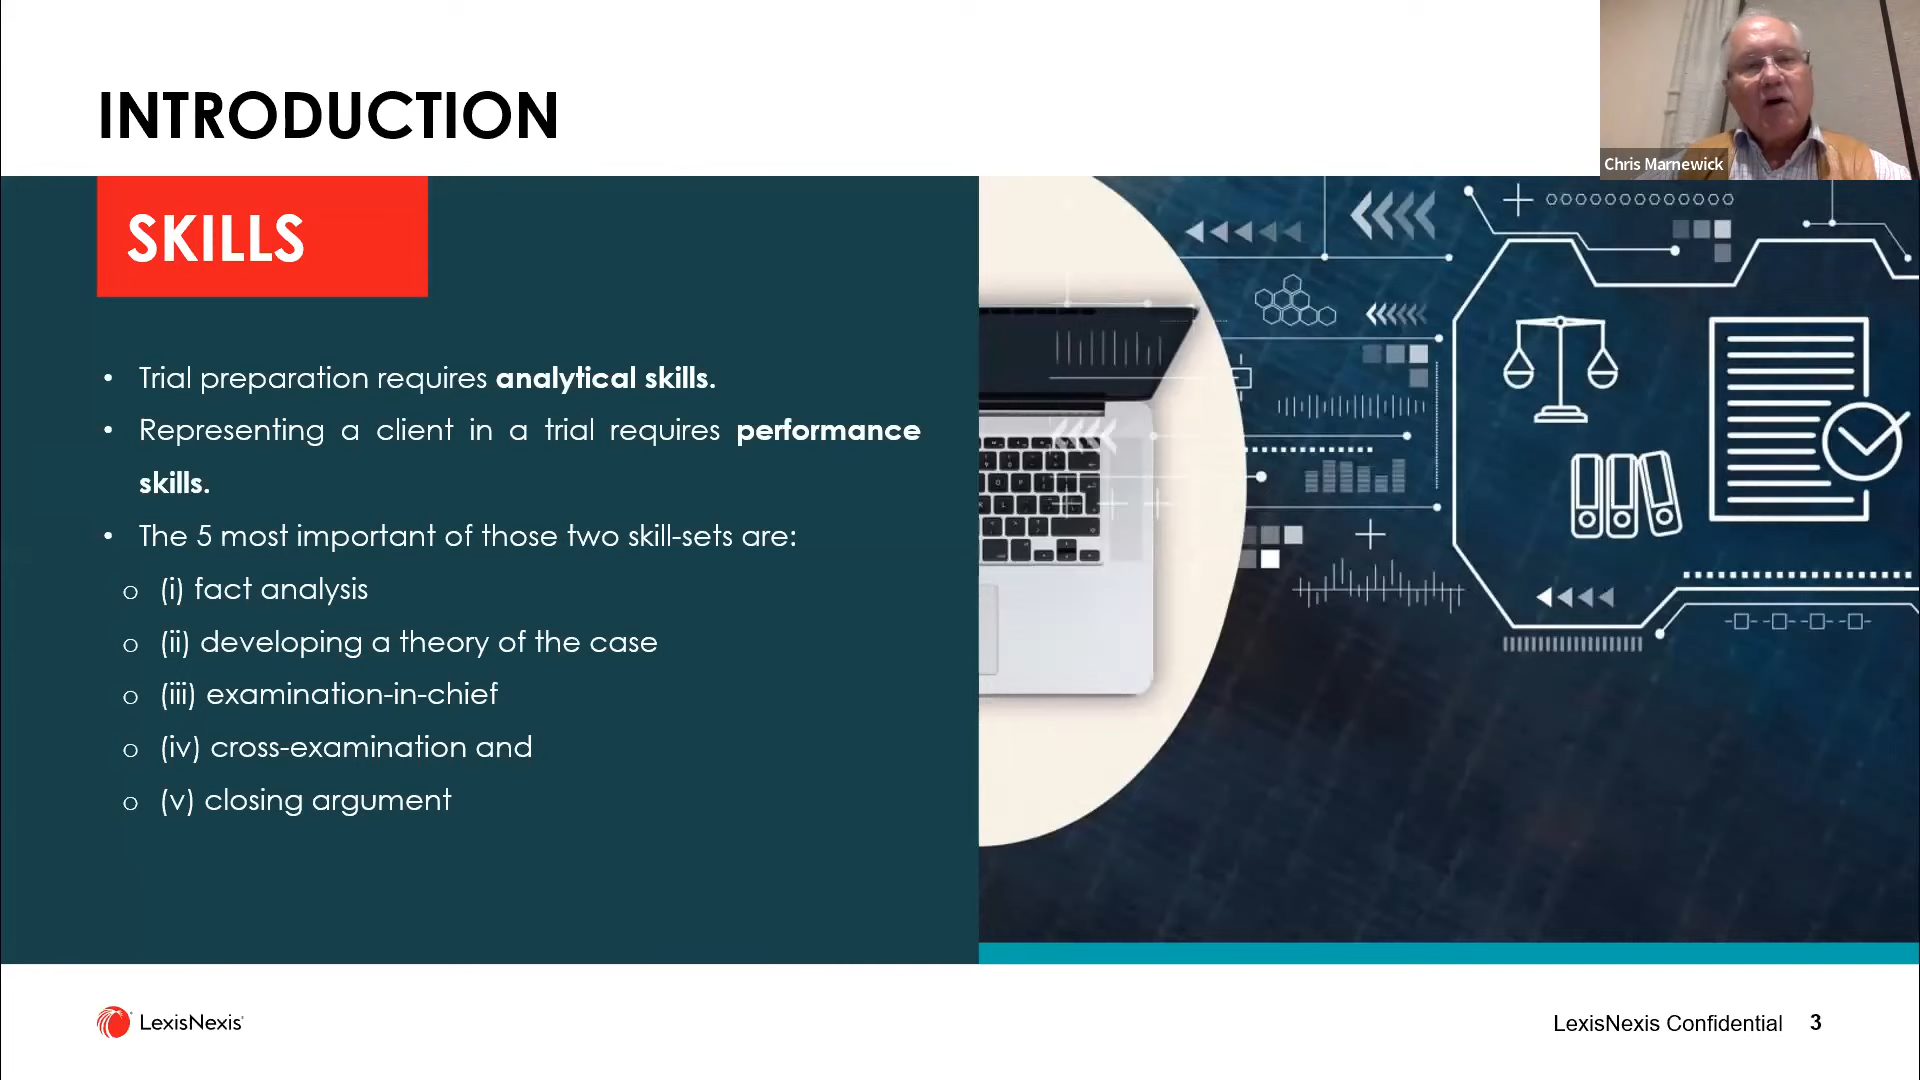 INTRODUCTION
Chris Marnewick
SKILLS
• Trial preparation requires analytical skills.
• Representing a client in a trial requires performance
skills.
• The 5 most important of those two skill-sets are:
o (i) fact analysis
o (ii) developing a theory of the case
o (iii) examination-in-chief
o (iv) cross-examination and
o (v) closing argument
LexisNexis
LexisNexis Confidential 3